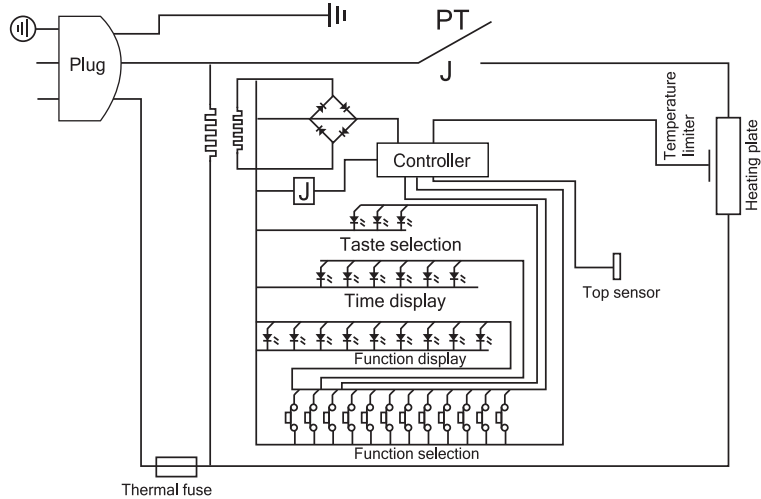 PT
Plug
J
Temperature
limiter
Heating plate
Controller
J
Taste selection
Top sensor
Time display
Function display
Function selection
Thermal fuse